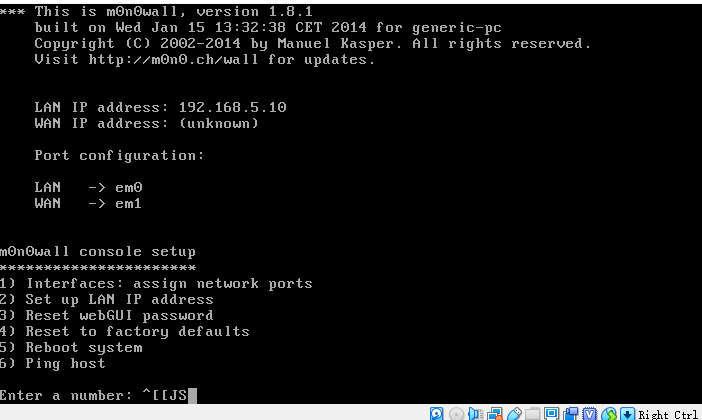 *** This is m0n0wall, version 1.8.1
built on Wed Jan 15 13:32:38 CET 2014 for generic-pc
Copyright (C) 2002-2014 by Manuel Kasper. All rights reserved.
Visit http://m0n0.ch/wall for updates.
LAN IP address: 192.168.5.10
WAN IP address: (unknown)
Port configuration:
LAN -> em0
WAN -> em1
m0n0wall console setup
**********************
1) Interfaces: assign network ports
2) Set up LAN IP address
3) Reset webGUI password
4) Reset to factory defaults
5) Reboot system
6) Ping host
Enter a number: ^[[JS
Right Ctrl